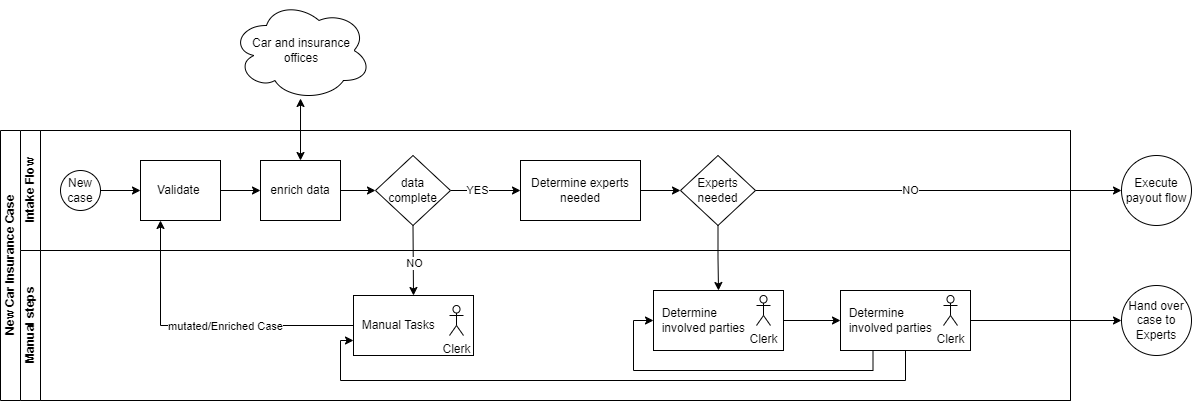 Car and insurance
offices
New Car Insurance Case
Intake Flow
New
case
Validate
enrich data
data
complete
YES
Determine experts
needed
Experts
needed
NO
Execute
payout flow
NO
Manual steps
mutated/Enriched Case
Manual Tasks
Clerk
Determine
involved parties
Clerk
Determine
involved parties
Clerk
Hand over
case to
Experts